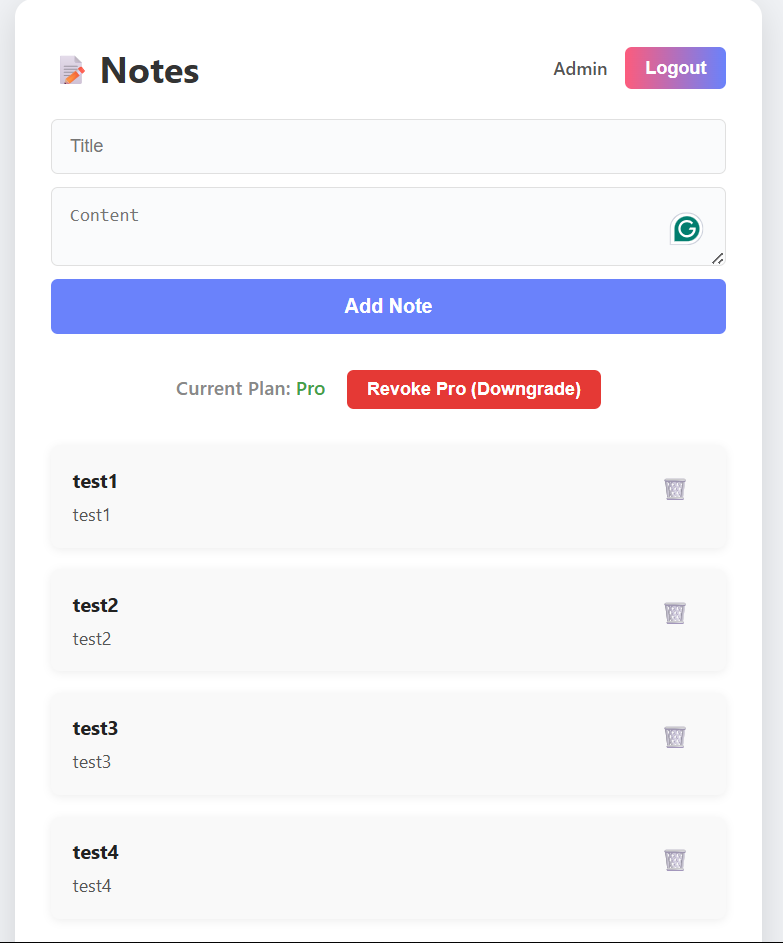 Notes
Admin
Logout
Title
Content
Add Note
Current Plan: Pro
Revoke Pro (Downgrade)
test1
test1
test2
test2
test3
test3
test4
test4